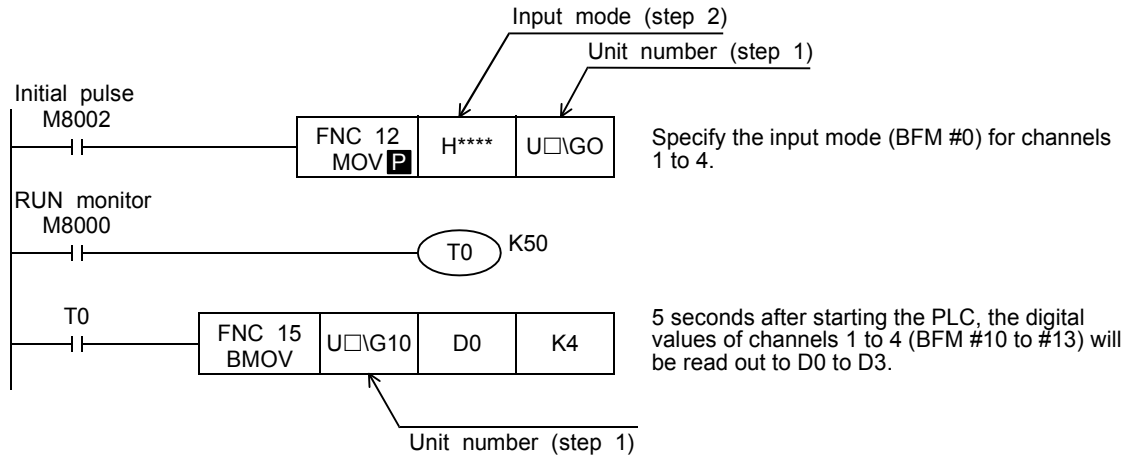 Input mode (step 2)
Unit number (step 1)
Initial pulse
M8002
FNC 12
MOV P
H****
U□\GO
Specify the input mode (BFM #0) for channels
1 to 4.
RUN monitor
M8000
T0
K50
T0
FNC 15
BMOV
U□\G10
D0
K4
5 seconds after starting the PLC, the digital
values of channels 1 to 4 (BFM #10 to #13) will
be read out to D0 to D3.
Unit number (step 1)